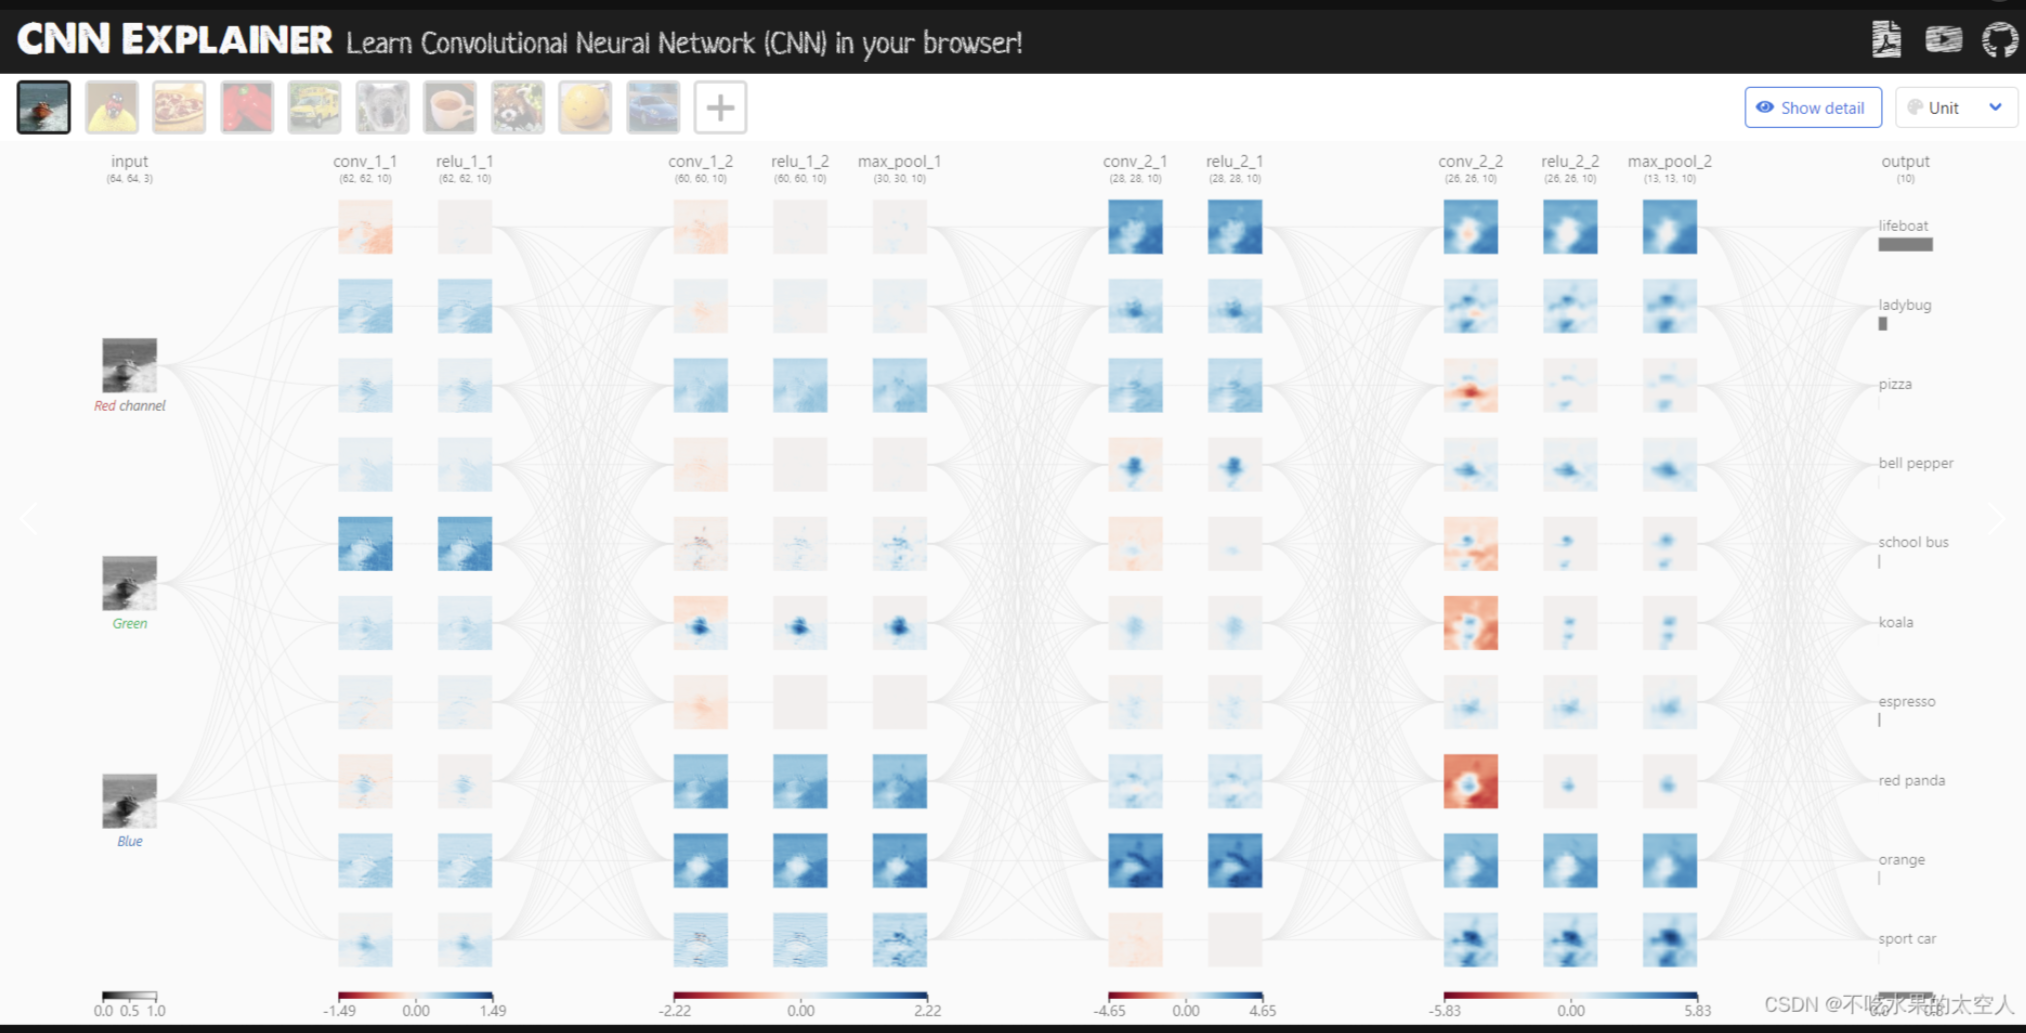 CNN EXPLAINER Learn Convolutional Neural Network (CNN) in your browser!
Show detail Unit
input conv_1_1 relu_1_1 conv_1_2 relu_1_2 max_pool_1 conv_2_1 relu_2_1 conv_2_2 relu_2_2 max_pool_2 output
(64, 64, 3) (62, 62, 10) (62, 62, 10) (60, 60, 10) (60, 60, 10) (30, 30, 10) (28, 28, 10) (28, 28, 10) (26, 26, 10) (26, 26, 10) (13, 13, 10) (10)
lifeboat
ladybug
pizza
Red channel
bell pepper
school bus
Green
koala
espresso
red panda
Blue
orange
sport car
0.0 0.5 1.0 -1.49 0.00 1.49 -2.22 0.00 2.22 -4.65 0.00 4.65 -5.83 0.00 5.83
CSDN @不吃水果的太空人